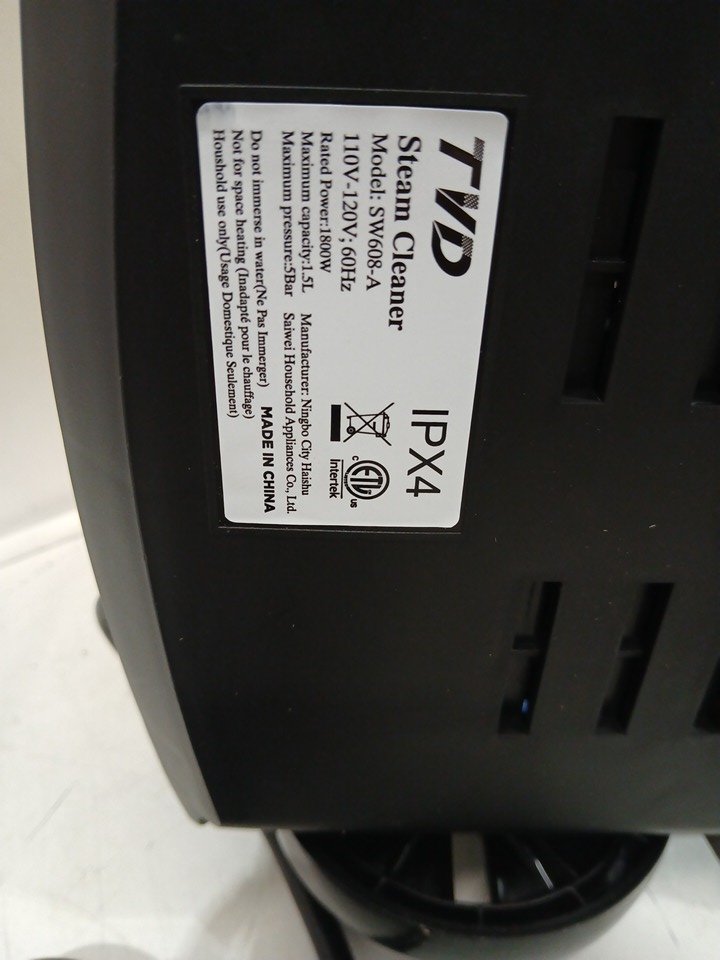 TVD
Steam Cleaner
Model: SW608-A
110V-120V; 60Hz
Rated Power:1800W
Maximum capacity:1.5L
Maximum pressure:5Bar
IPX4
c ETL us
Intertek
Manufacturer: Ningbo City Haishu
Saiwei Household Appliances Co., Ltd.
Do not immerse in water(Ne Pas Immerger)
Not for space heating (Inadapté pour le chauffage)
Houshold use only(Usage Domestique Seulement)
MADE IN CHINA